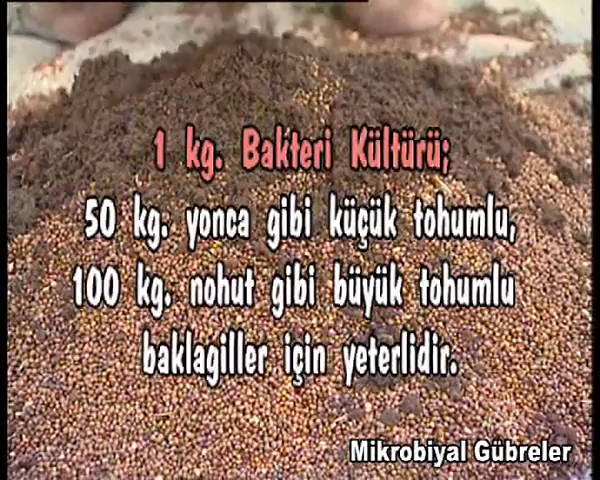 1 kg. Bakteri Kültürü;
50 kg. yonca gibi küçük tohumlu,
100 kg. nohut gibi büyük tohumlu
baklagiller için yeterlidir.
Mikrobiyal Gübreler